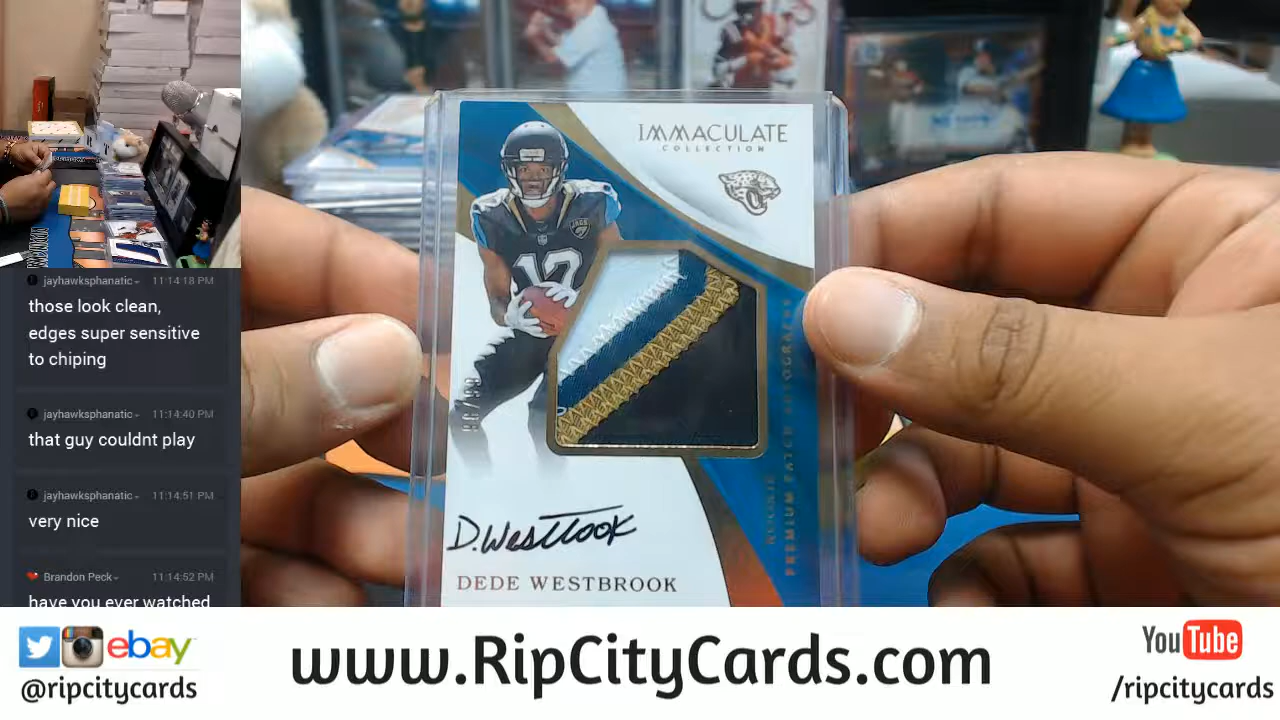 jayhawksphanatic 11:14:18 PM
those look clean,
edges super sensitive
to chiping
jayhawksphanatic 11:14:40 PM
that guy couldnt play
jayhawksphanatic 11:14:51 PM
very nice
Brandon Peck 11:14:52 PM
have you ever watched
IMMACULATE
COLLECTION
12
ROOKIE
PREMIUM PATCH AUTOGRAPHS
D. Westbrook
DEDE WESTBROOK
ebay
@ripcitycards
www.RipCityCards.com
YouTube
/ripcitycards